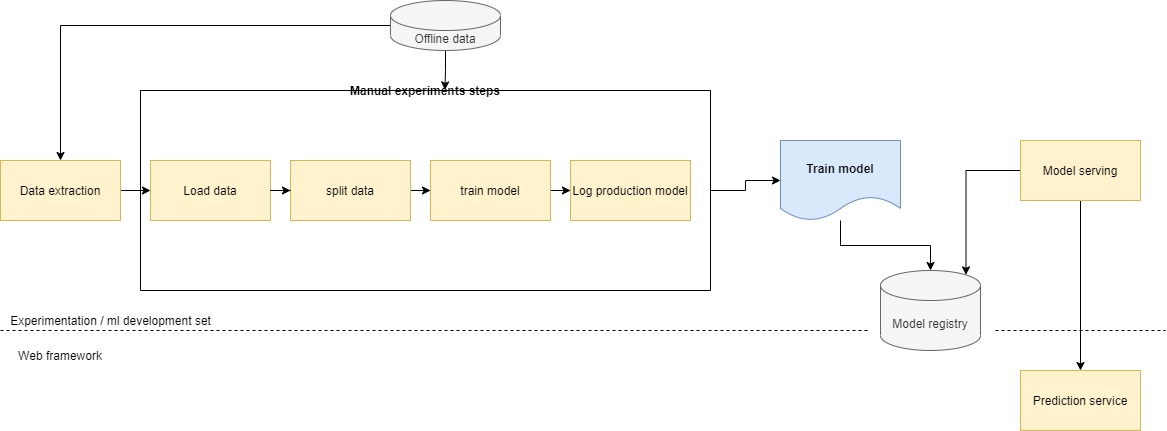 Offline data
Manual experiments steps
Data extraction
Load data
split data
train model
Log production model
Train model
Model serving
Model registry
Experimentation / ml development set
Web framework
Prediction service